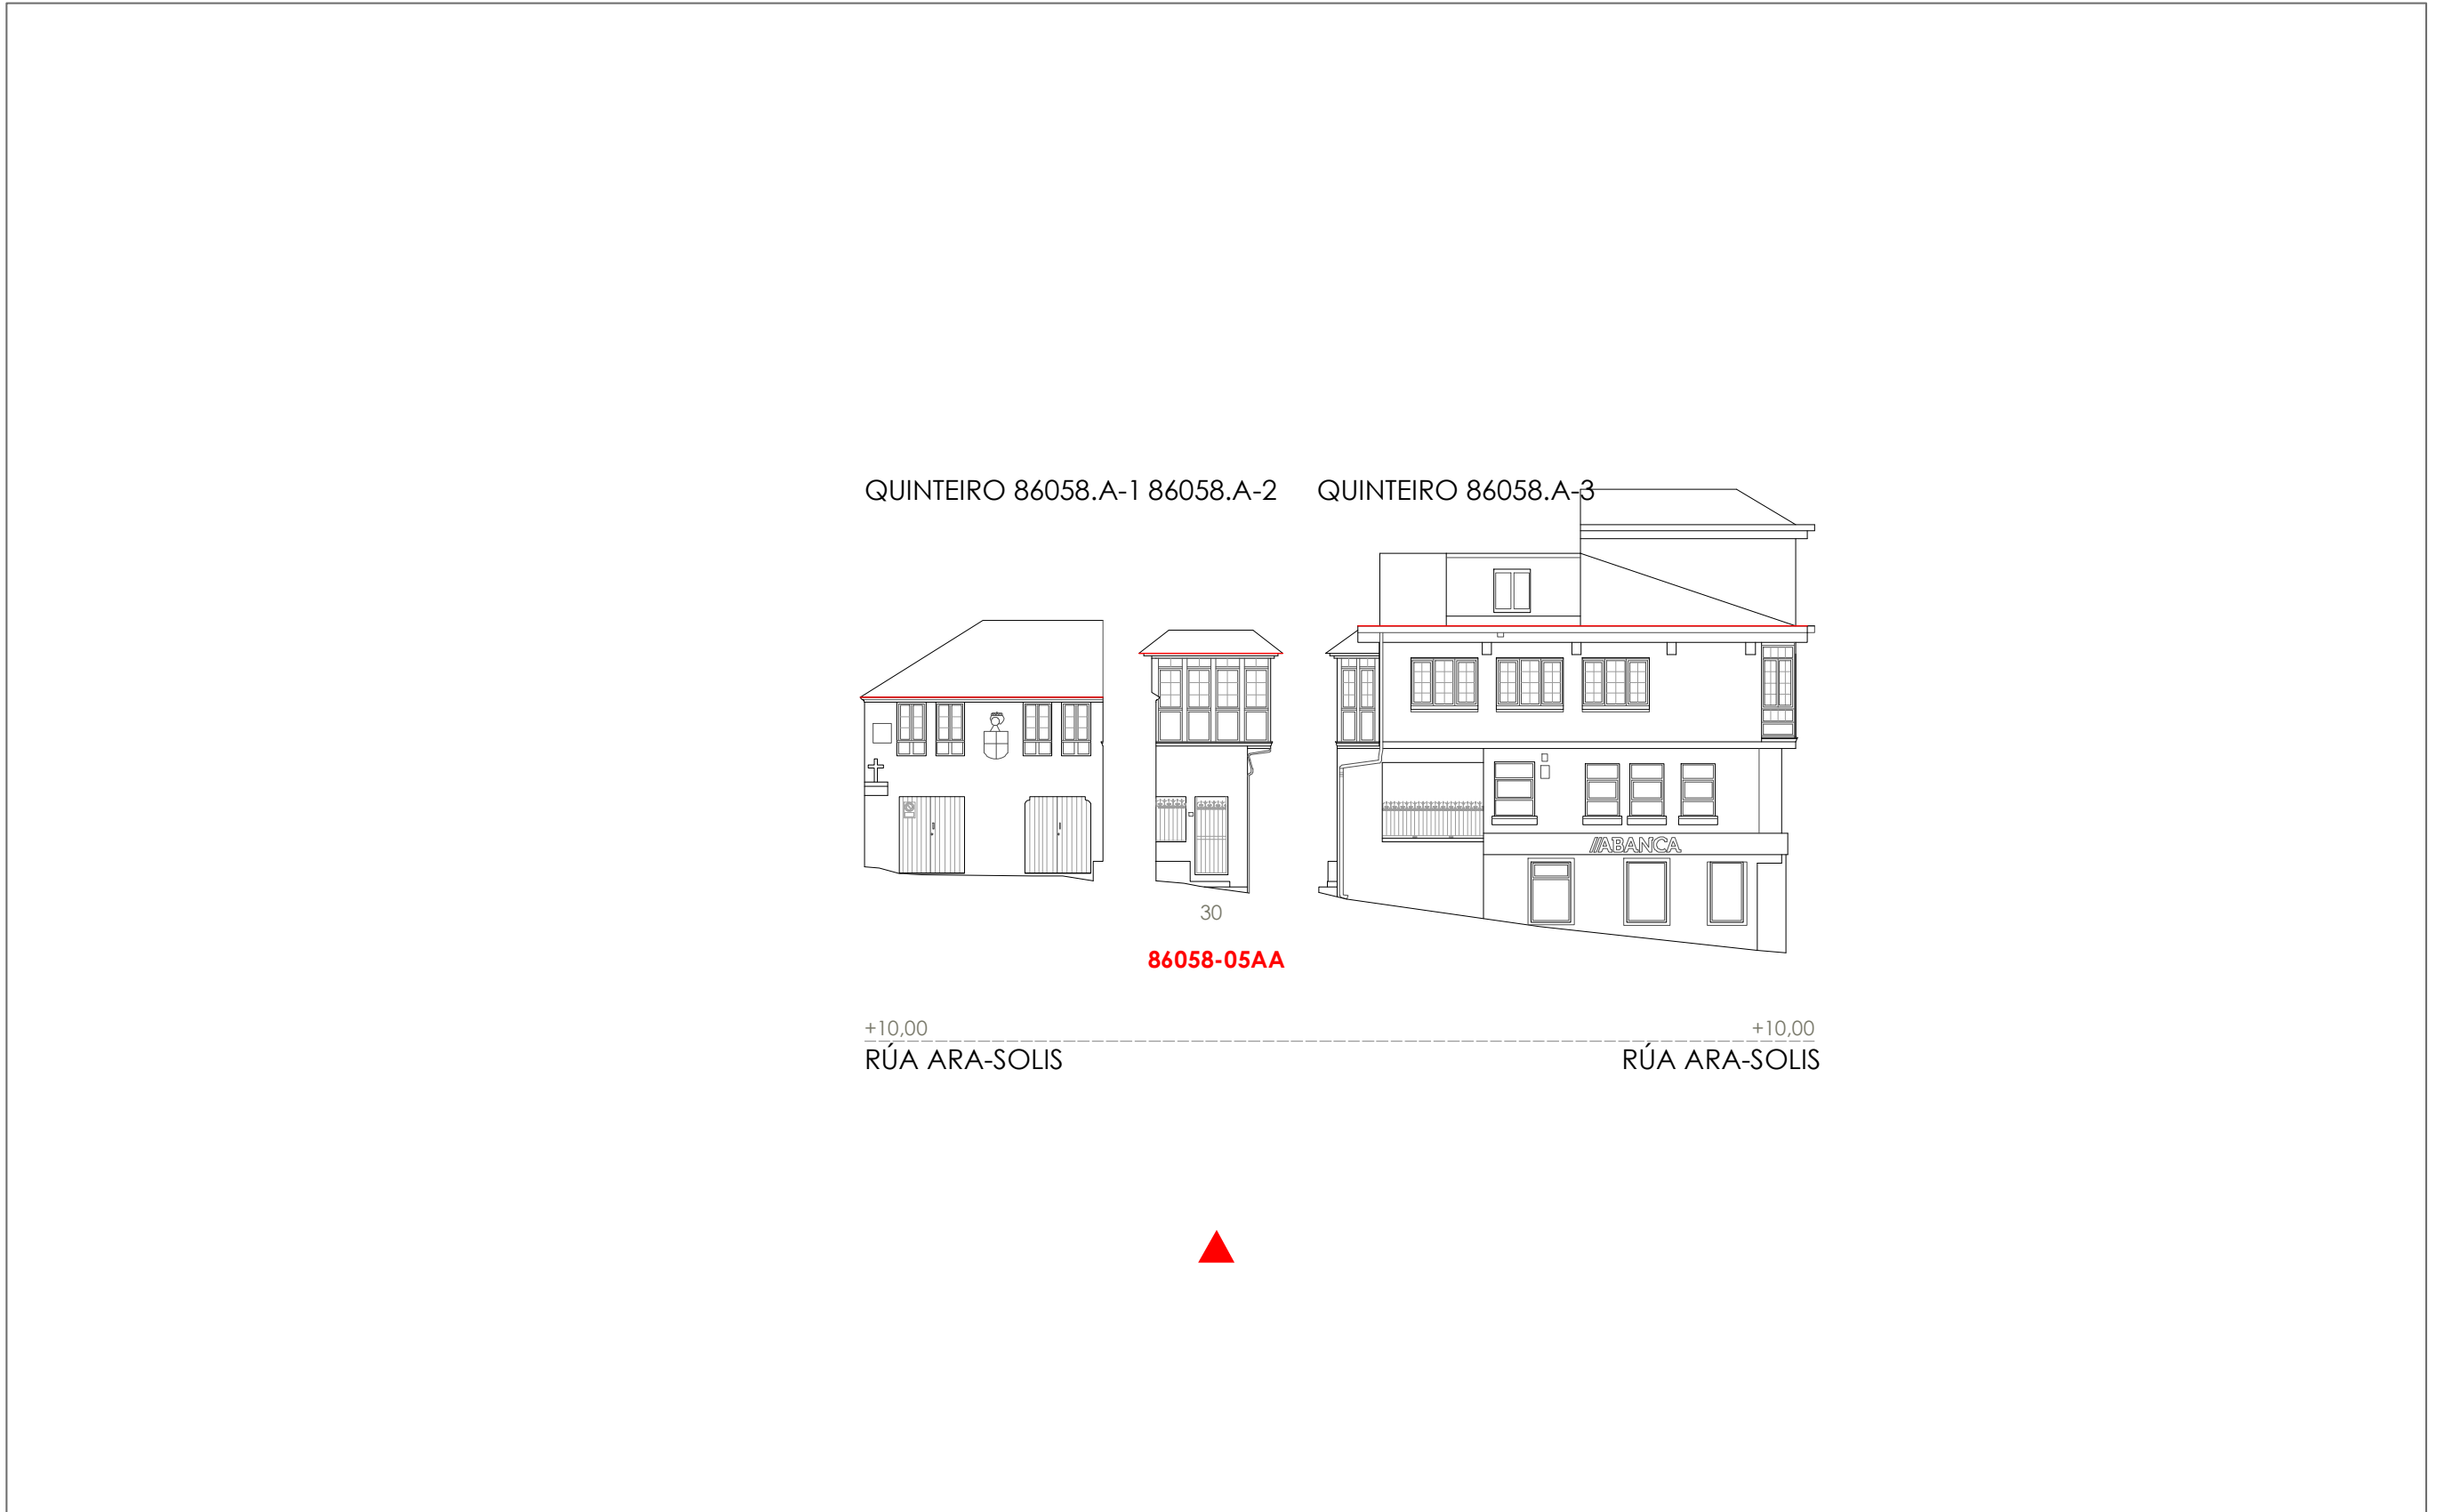 QUINTEIRO 86058.A-1 86058.A-2 QUINTEIRO 86058.A-3
ABANCA
30
86058-05AA
+10,00 +10,00
RÚA ARA-SOLIS RÚA ARA-SOLIS